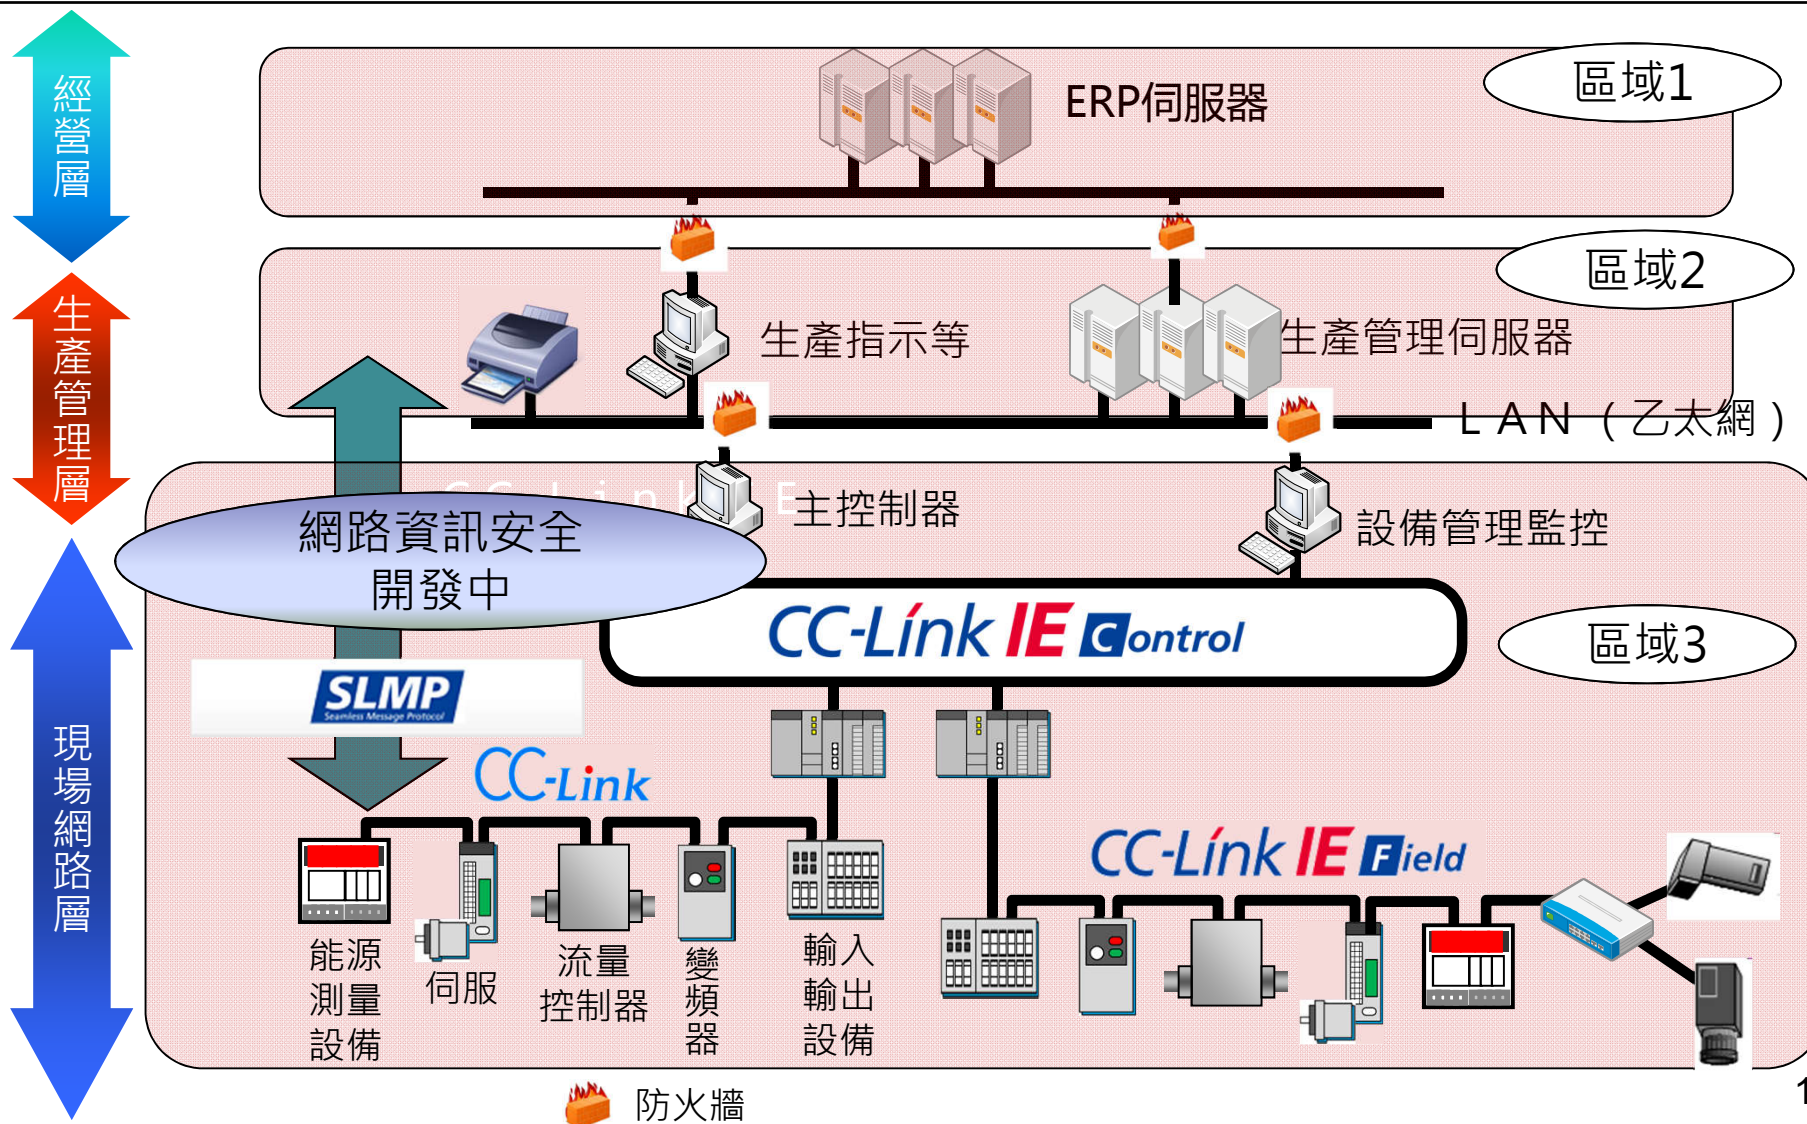 經營層
ERP伺服器
區域1
區域2
生產管理層
生產指示等
生產管理伺服器
LAN（乙太網）
CC-Link IE
主控制器
設備管理監控
網路資訊安全
開發中
CC-Link IE Control
區域3
SLMP
Seamless Message Protocol
現場網路層
CC-Link
CC-Link IE Field
能源
測量
設備
伺服
流量
控制器
變頻器
輸入
輸出
設備
防火牆
1